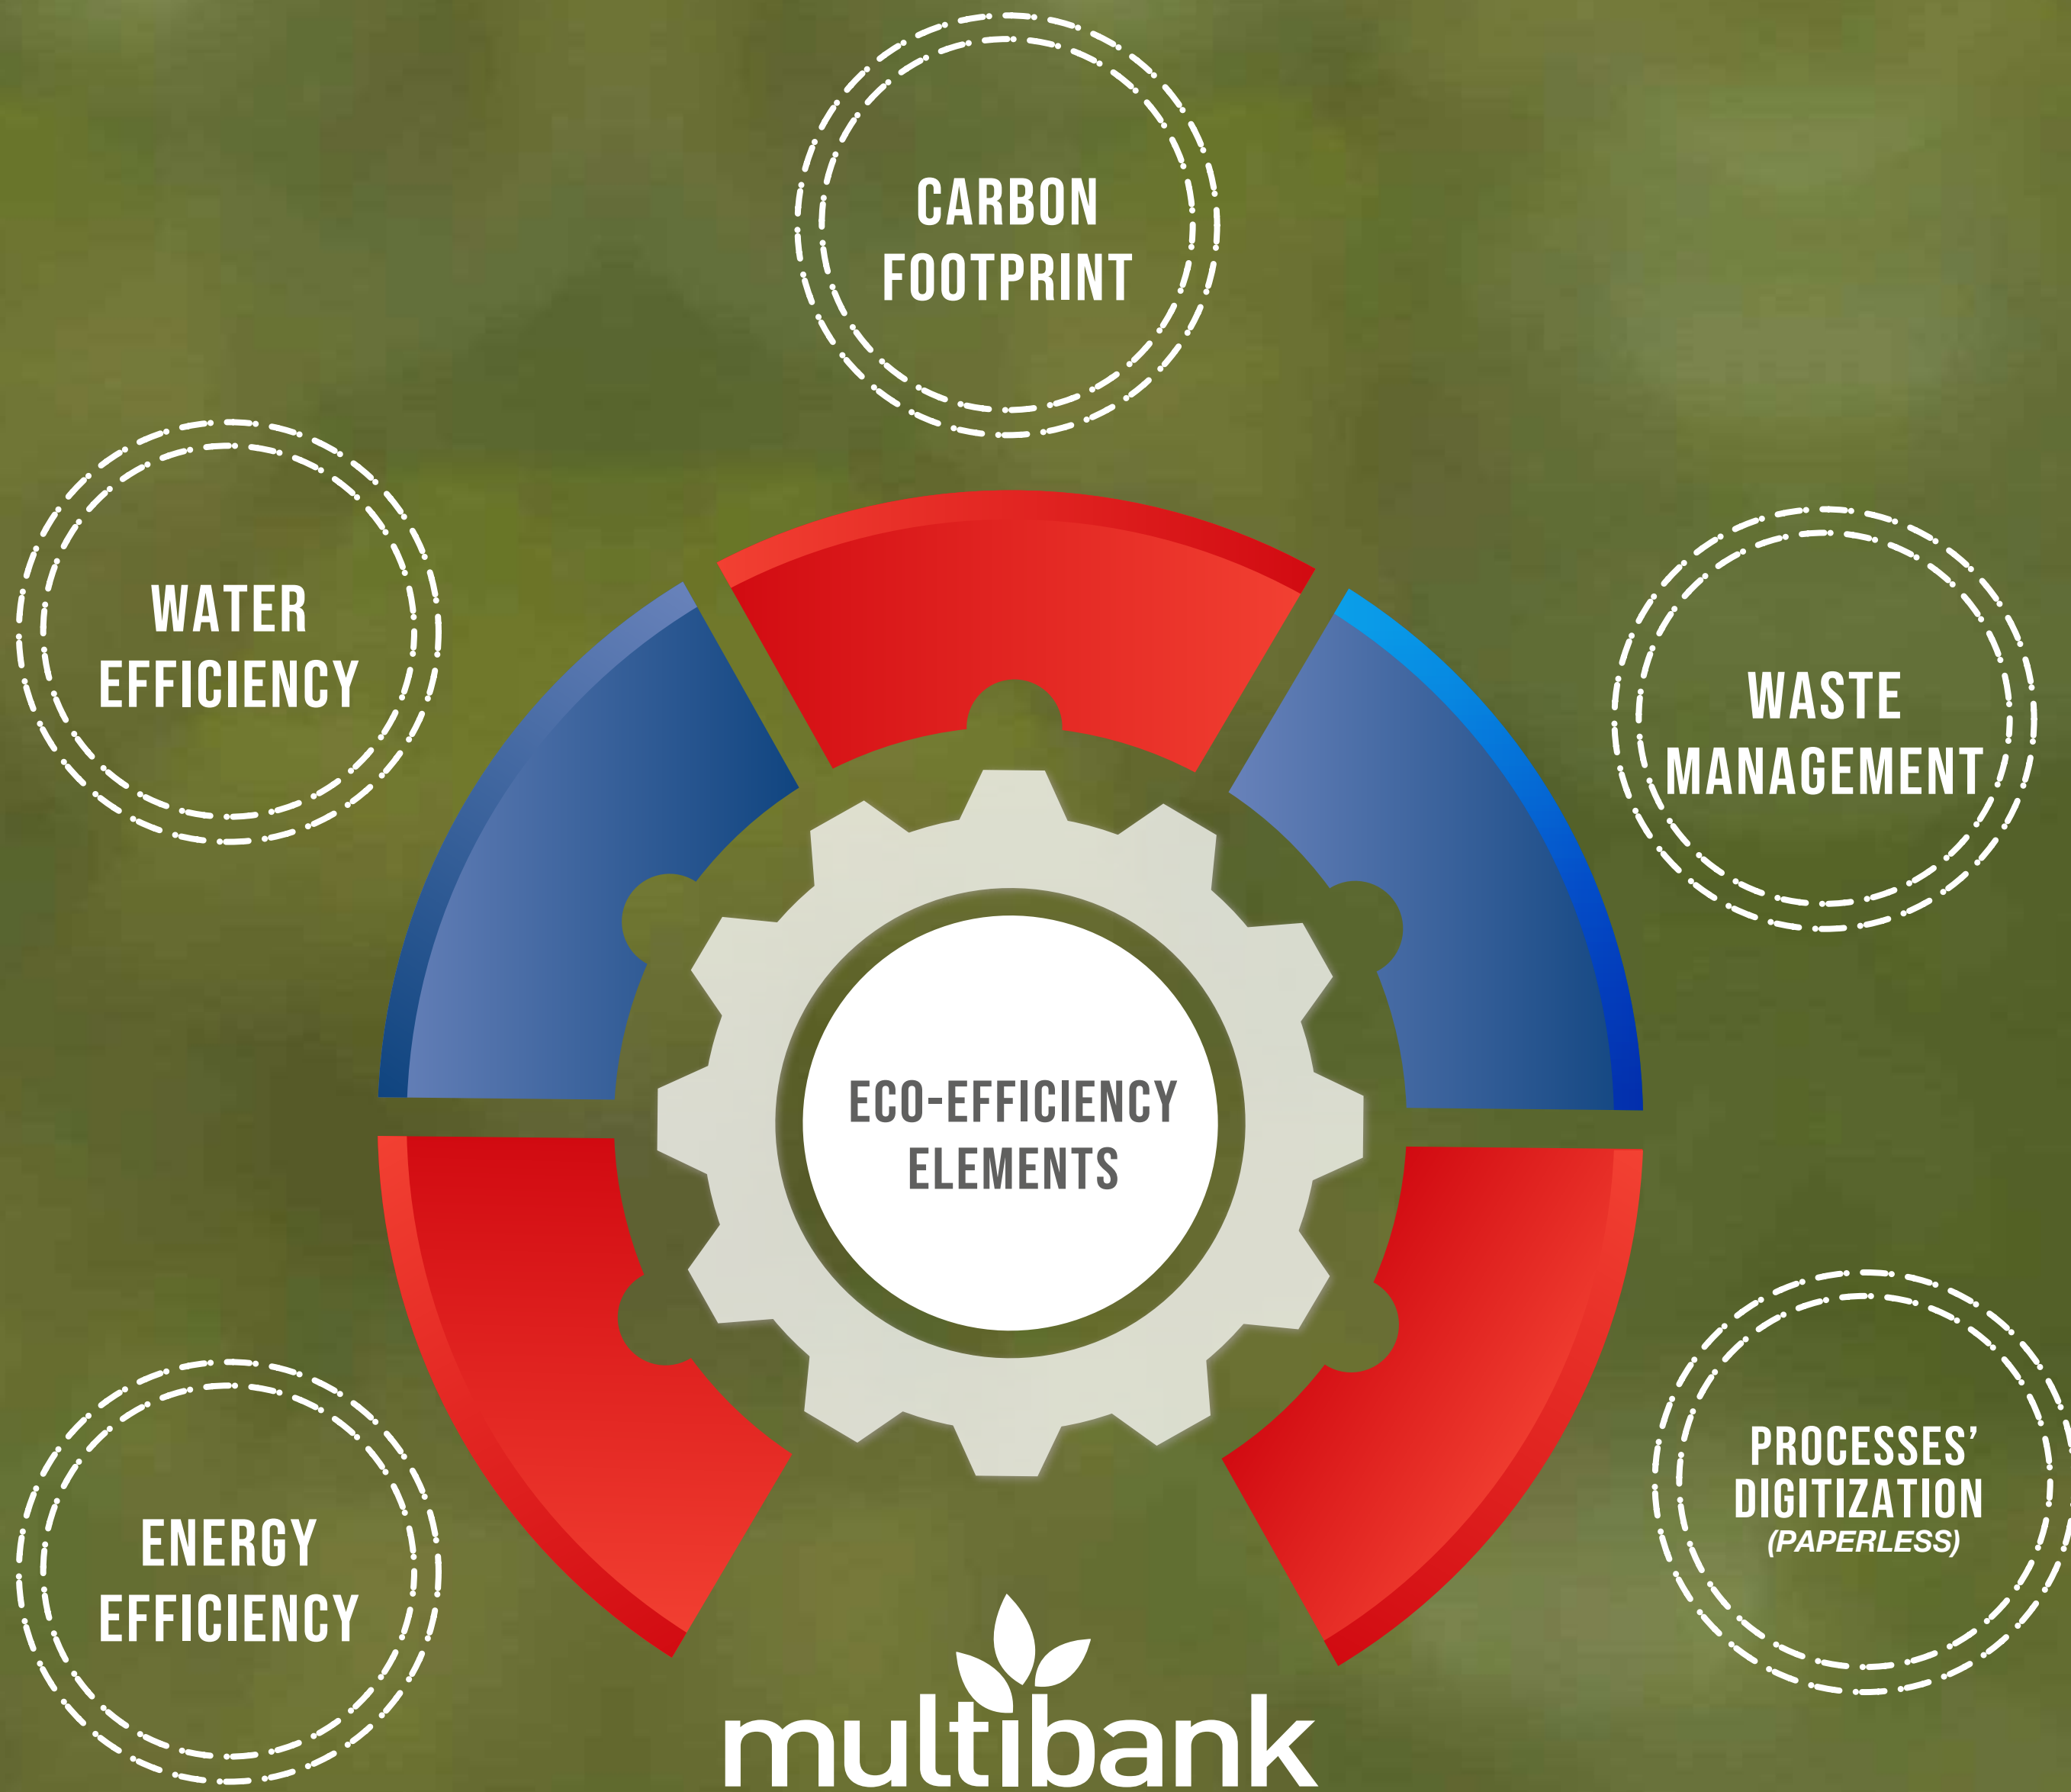 CARBON
FOOTPRINT
WATER
EFFICIENCY
WASTE
MANAGEMENT
ECO-EFFICIENCY
ELEMENTS
ENERGY
EFFICIENCY
PROCESSES’
DIGITIZATION
(PAPERLESS)
multibank